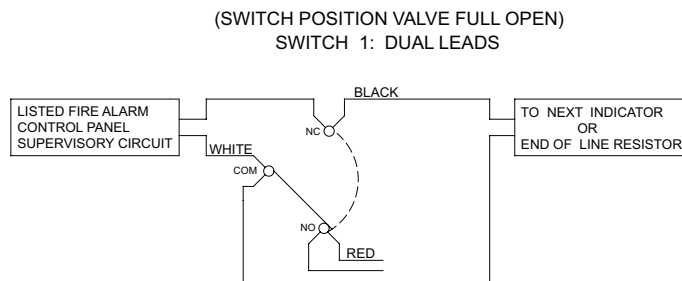 (SWITCH POSITION VALVE FULL OPEN)
SWITCH 1: DUAL LEADS
BLACK
LISTED FIRE ALARM
CONTROL PANEL
SUPERVISORY CIRCUIT
TO NEXT INDICATOR
OR
END OF LINE RESISTOR
NC
WHITE
COM
NO
RED